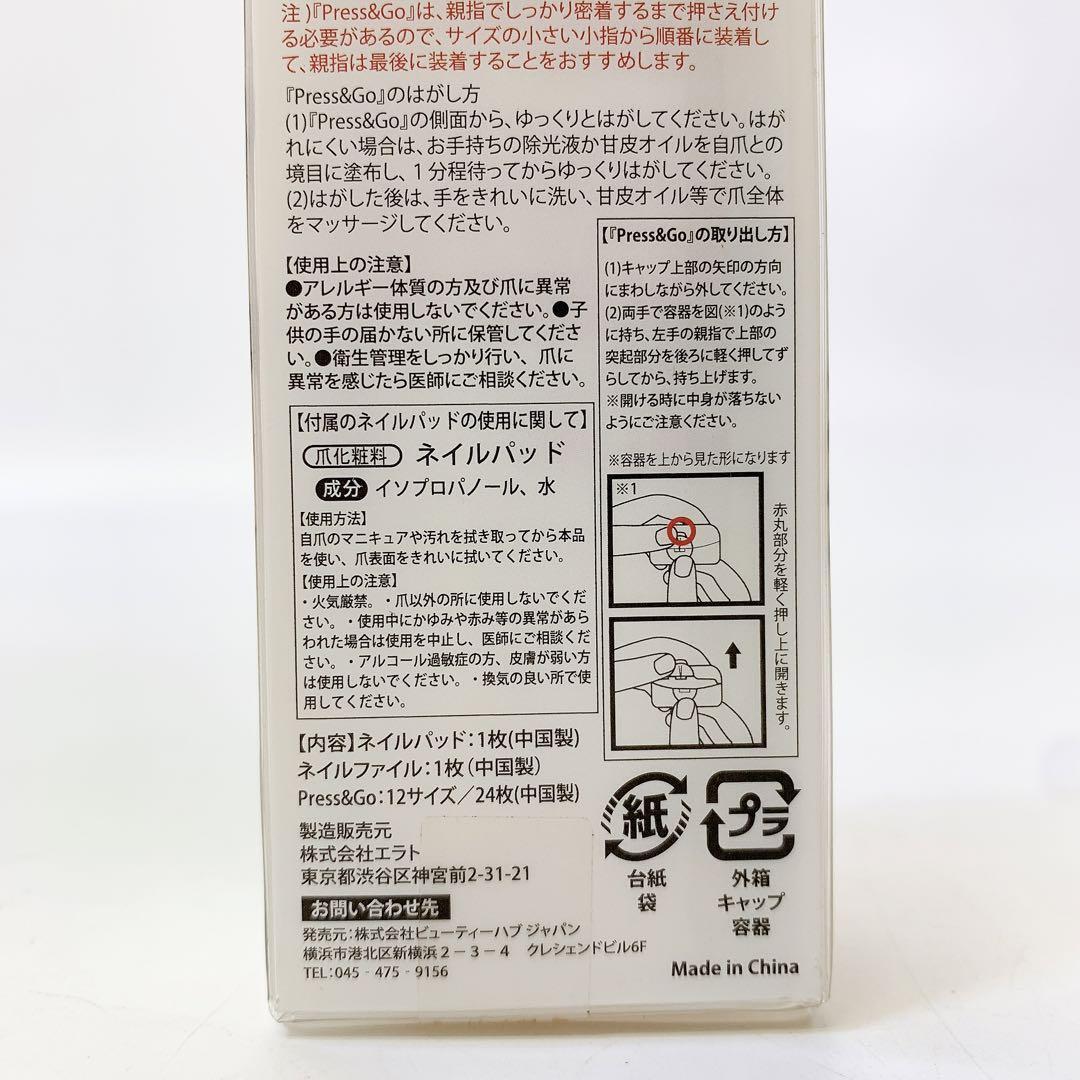 注)『Press&Go』は、親指でしっかり密着するまで押さえ付け
る必要があるので、サイズの小さい小指から順番に装着し
て、親指は最後に装着することをおすすめします。
『Press&Go』のはがし方
(1)『Press&Go』の側面から、ゆっくりとはがしてください。はが
れにくい場合は、お手持ちの除光液か甘皮オイルを自爪との
境目に塗布し、1分程待ってからゆっくりはがしてください。
(2)はがした後は、手をきれいに洗い、甘皮オイル等で爪全体
をマッサージしてください。
【使用上の注意】
●アレルギー体質の方及び爪に異常
がある方は使用しないでください。●子
供の手の届かない所に保管してくださ
い。●衛生管理をしっかり行い、爪に
異常を感じたら医師にご相談ください。
【付属のネイルパッドの使用に関して】
爪化粧料 ネイルパッド
成分 イソプロパノール、水
【使用方法】
自爪のマニキュアや汚れを拭き取ってから本品
を使い、爪表面をきれいに拭いてください。
【使用上の注意】
・火気厳禁。・爪以外の所に使用しないでくだ
さい。・使用中にかゆみや赤み等の異常があら
われた場合は使用を中止し、医師にご相談くだ
さい。・アルコール過敏症の方、皮膚が弱い方
は使用しないでください。・換気の良い所で使
用してください。
【『Press&Go』の取り出し方】
(1)キャップ上部の矢印の方向
にまわしながら外してください。
(2)両手で容器を図(※1)のよう
に持ち、左手の親指で上部の
突起部分を後ろに軽く押してず
らしてから、持ち上げます。
※開ける時に中身が落ちない
ようにご注意ください。
※容器を上から見た形になります
※1
赤丸部分を軽く押し上に開きます。
【内容】ネイルパッド:1枚(中国製)
ネイルファイル:1枚(中国製)
Press&Go:12サイズ/24枚(中国製)
製造販売元
株式会社エラト
東京都渋谷区神宮前2-31-21
お問い合わせ先
発売元:株式会社ビューティーハブ ジャパン
横浜市港北区新横浜2-3-4 クレシェンドビル6F
TEL:045-475-9156
紙
台紙
袋
プラ
外箱
キャップ
容器
Made in China